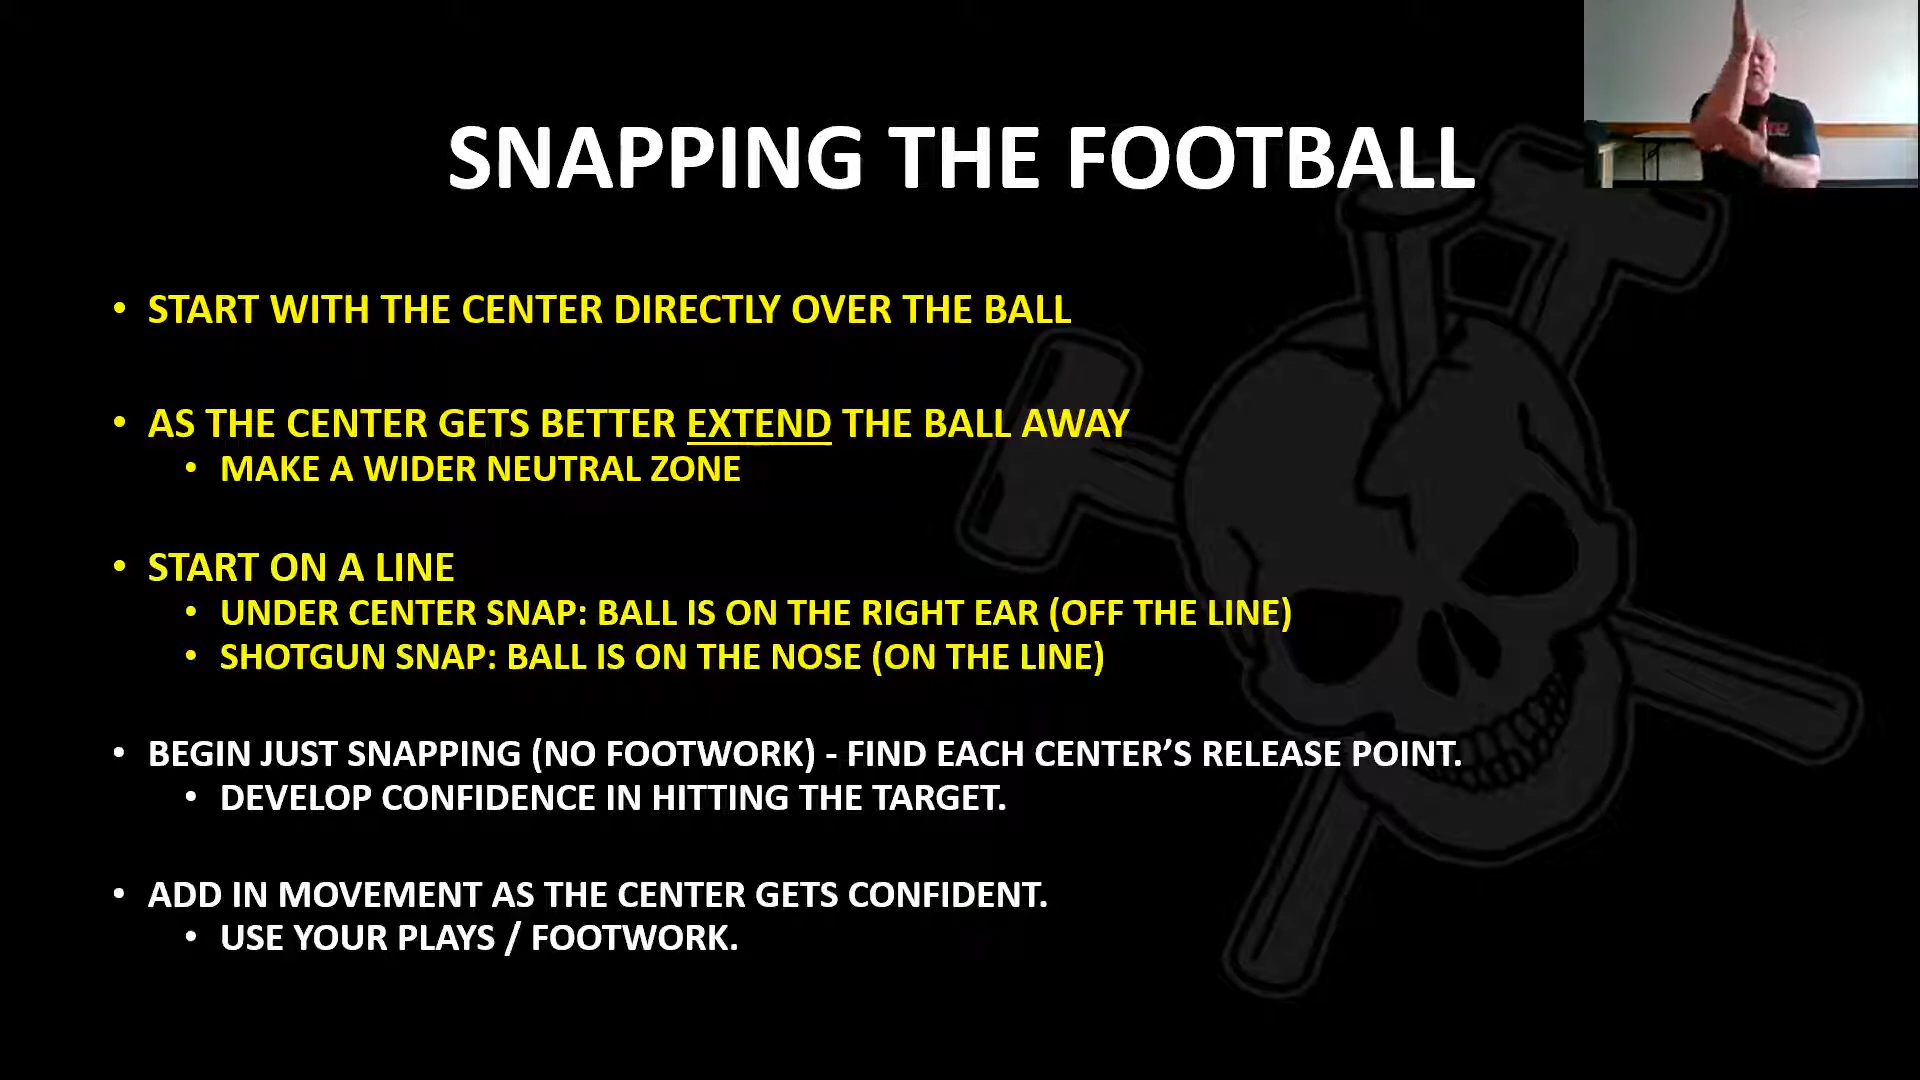 SNAPPING THE FOOTBALL
• START WITH THE CENTER DIRECTLY OVER THE BALL
• AS THE CENTER GETS BETTER EXTEND THE BALL AWAY
• MAKE A WIDER NEUTRAL ZONE
• START ON A LINE
• UNDER CENTER SNAP: BALL IS ON THE RIGHT EAR (OFF THE LINE)
• SHOTGUN SNAP: BALL IS ON THE NOSE (ON THE LINE)
• BEGIN JUST SNAPPING (NO FOOTWORK) - FIND EACH CENTER’S RELEASE POINT.
• DEVELOP CONFIDENCE IN HITTING THE TARGET.
• ADD IN MOVEMENT AS THE CENTER GETS CONFIDENT.
• USE YOUR PLAYS / FOOTWORK.